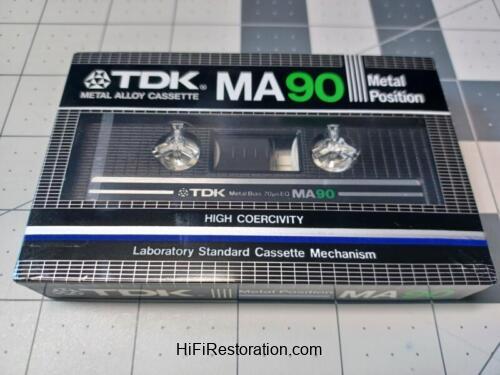 TDK® MA90 Metal Position
METAL ALLOY CASSETTE
TDK Metal Bias 70μs EQ MA90
HIGH COERCIVITY
Laboratory Standard Cassette Mechanism
TDK Metal Position MA90
HiFiRestoration.com